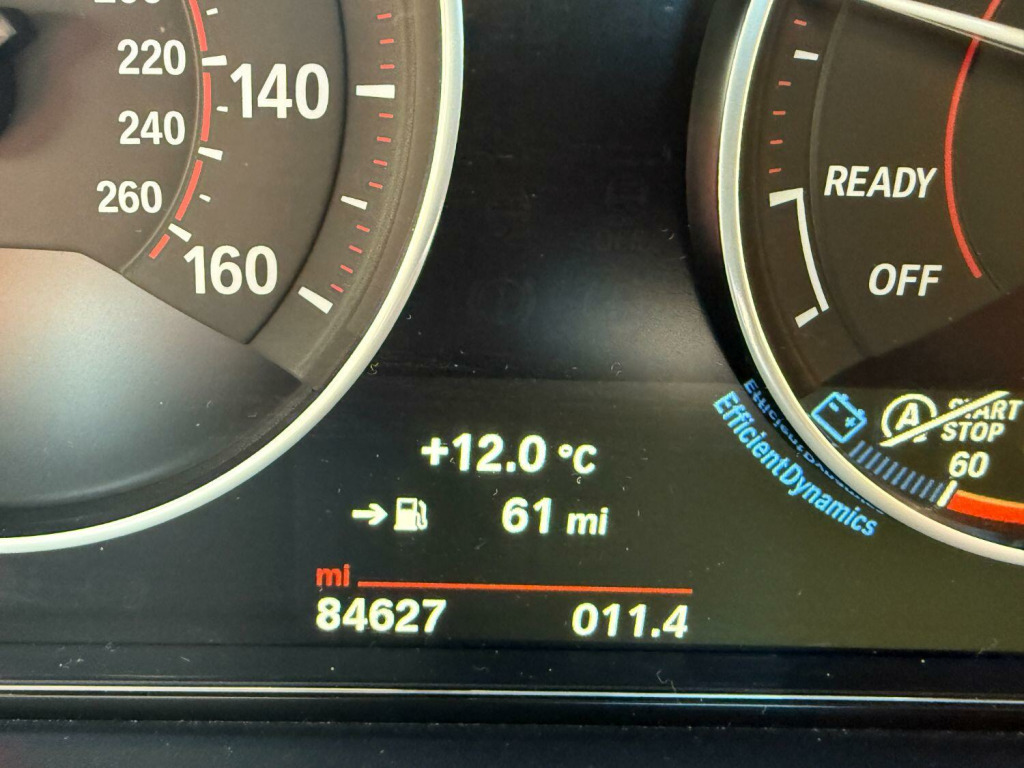 220
140
240
260
160
READY
OFF
+12.0 °C
61 mi
mi
84627 011.4
EfficientDynamics
A START
STOP
60